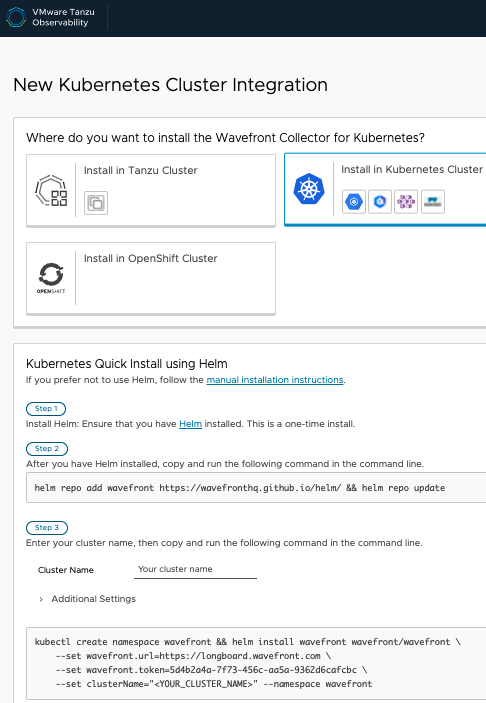 VMware Tanzu
Observability
New Kubernetes Cluster Integration
Where do you want to install the Wavefront Collector for Kubernetes?
Install in Tanzu Cluster
Install in Kubernetes Cluster
Install in OpenShift Cluster
OPENSHIFT
Kubernetes Quick Install using Helm
If you prefer not to use Helm, follow the manual installation instructions.
Step 1
Install Helm: Ensure that you have Helm installed. This is a one-time install.
Step 2
After you have Helm installed, copy and run the following command in the command line.
helm repo add wavefront https://wavefronthq.github.io/helm/ && helm repo update
Step 3
Enter your cluster name, then copy and run the following command in the command line.
Cluster Name Your cluster name
> Additional Settings
kubectl create namespace wavefront && helm install wavefront wavefront/wavefront \
--set wavefront.url=https://longboard.wavefront.com \
--set wavefront.token=5d4b2a4a-7f73-456c-aa5a-9362d6cafcbc \
--set clusterName="<YOUR_CLUSTER_NAME>" --namespace wavefront